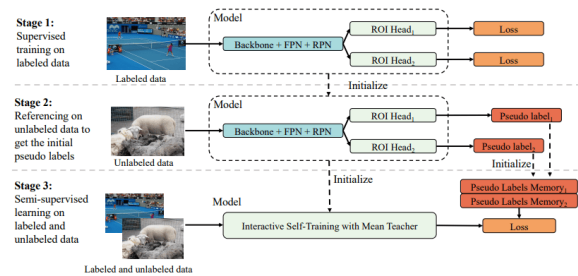 Stage 1:
Supervised
training on
labeled data
Labeled data
Model
Backbone + FPN + RPN
ROI Head1
ROI Head2
Loss
Loss
Initialize
Stage 2:
Referencing on
unlabeled data to
get the initial
pseudo labels
Unlabeled data
Model
Backbone + FPN + RPN
ROI Head1
ROI Head2
Pseudo label1
Pseudo label2
Initialize
Initialize
Stage 3:
Semi-supervised
learning on
labeled and
unlabeled data
Labeled and unlabeled data
Model
Interactive Self-Training with Mean Teacher
Pseudo Labels Memory1
Pseudo Labels Memory2
Loss